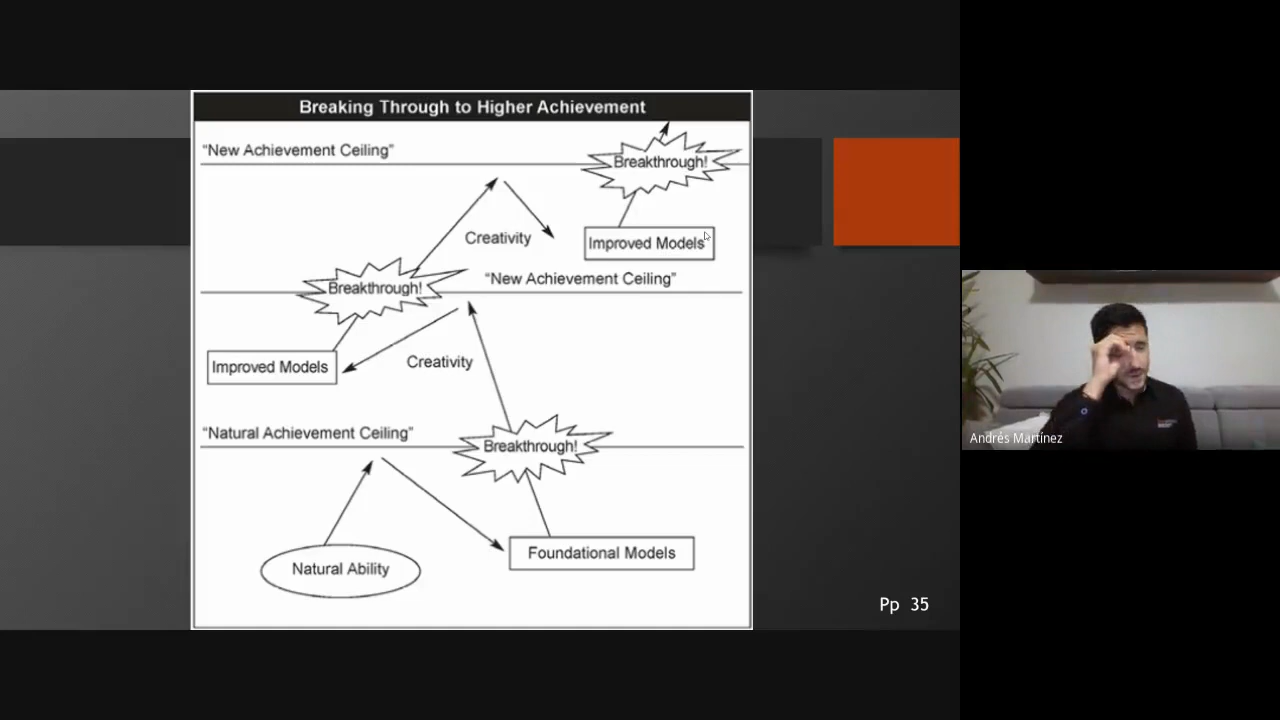 Breaking Through to Higher Achievement
“New Achievement Ceiling”
Breakthrough!
Creativity
Improved Models
Breakthrough!
“New Achievement Ceiling”
Improved Models
Creativity
“Natural Achievement Ceiling”
Breakthrough!
Foundational Models
Natural Ability
Pp 35
Andrés Martínez